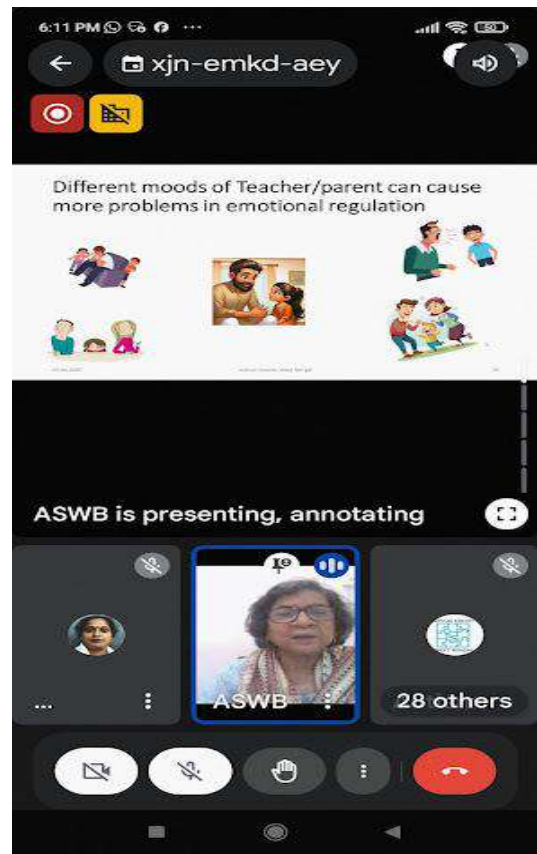 6:11 PM
xjn-emkd-aey
Different moods of Teacher/parent can cause
more problems in emotional regulation
ASWB is presenting, annotating
...
ASWB
28 others